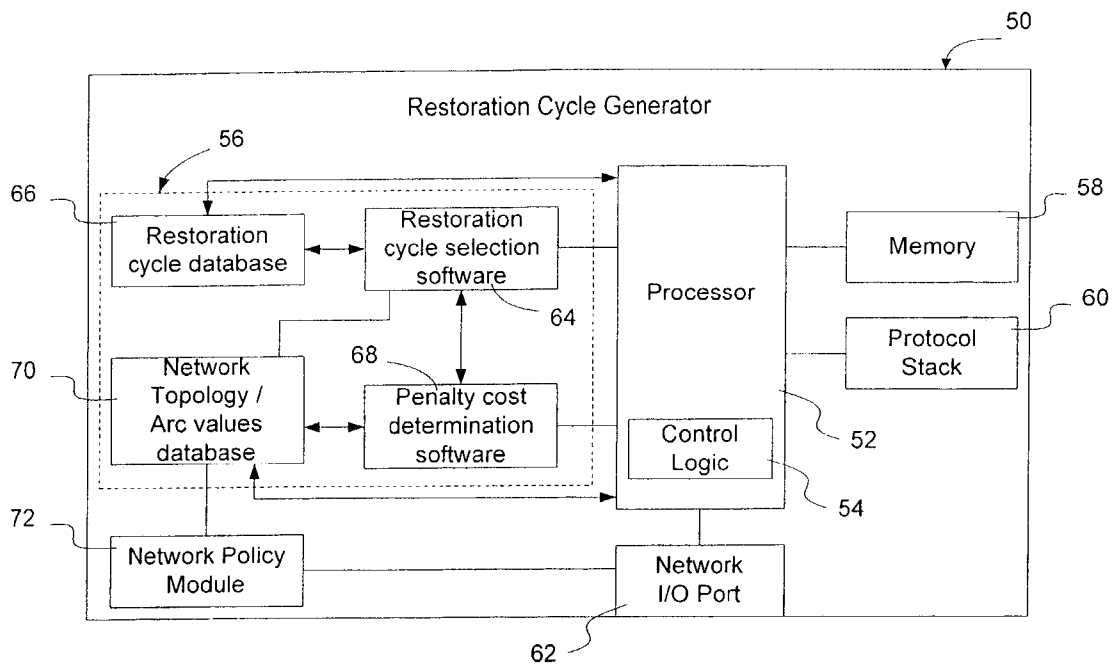 50
Restoration Cycle Generator
56
66
Restoration
cycle database
Restoration
cycle selection
software
64
Processor
58
Memory
60
Protocol
Stack
70
Network
Topology /
Arc values
database
68
Penalty cost
determination
software
Control
Logic
52
54
72
Network Policy
Module
Network
I/O Port
62